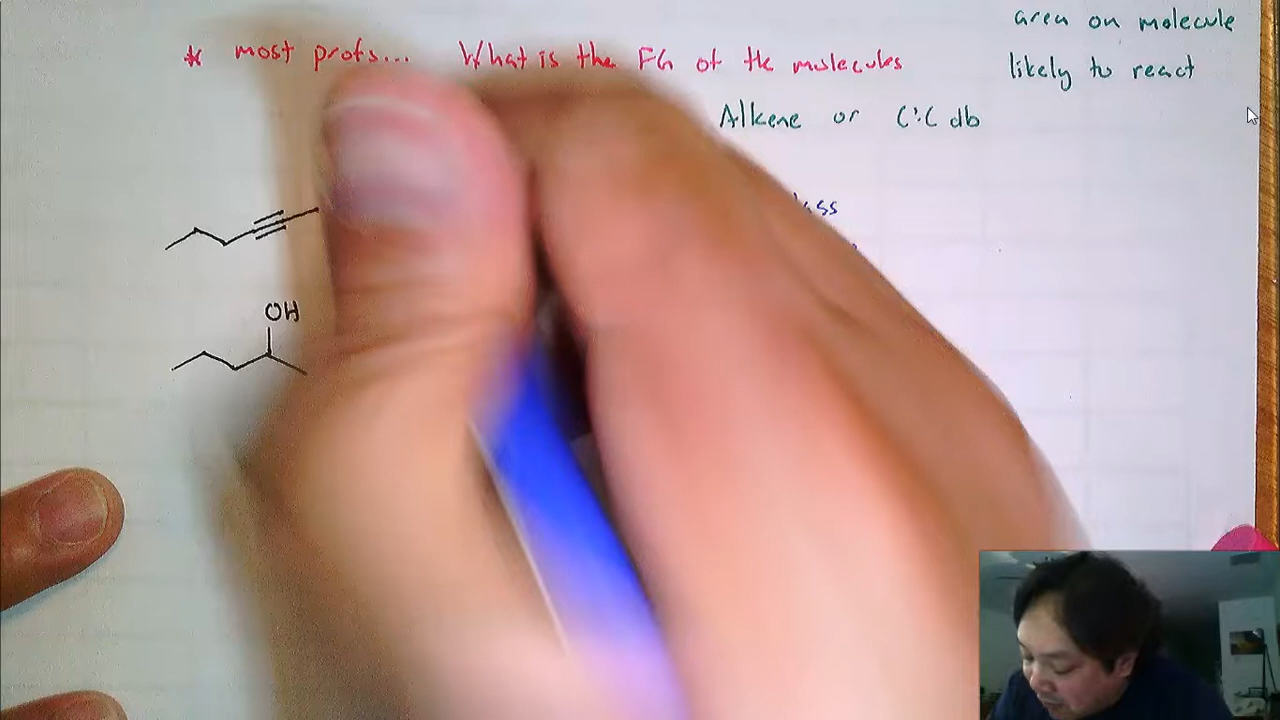 area on molecule
* most profs... What is the FG of the molecules
likely to react
Alkene or C:C db
OH